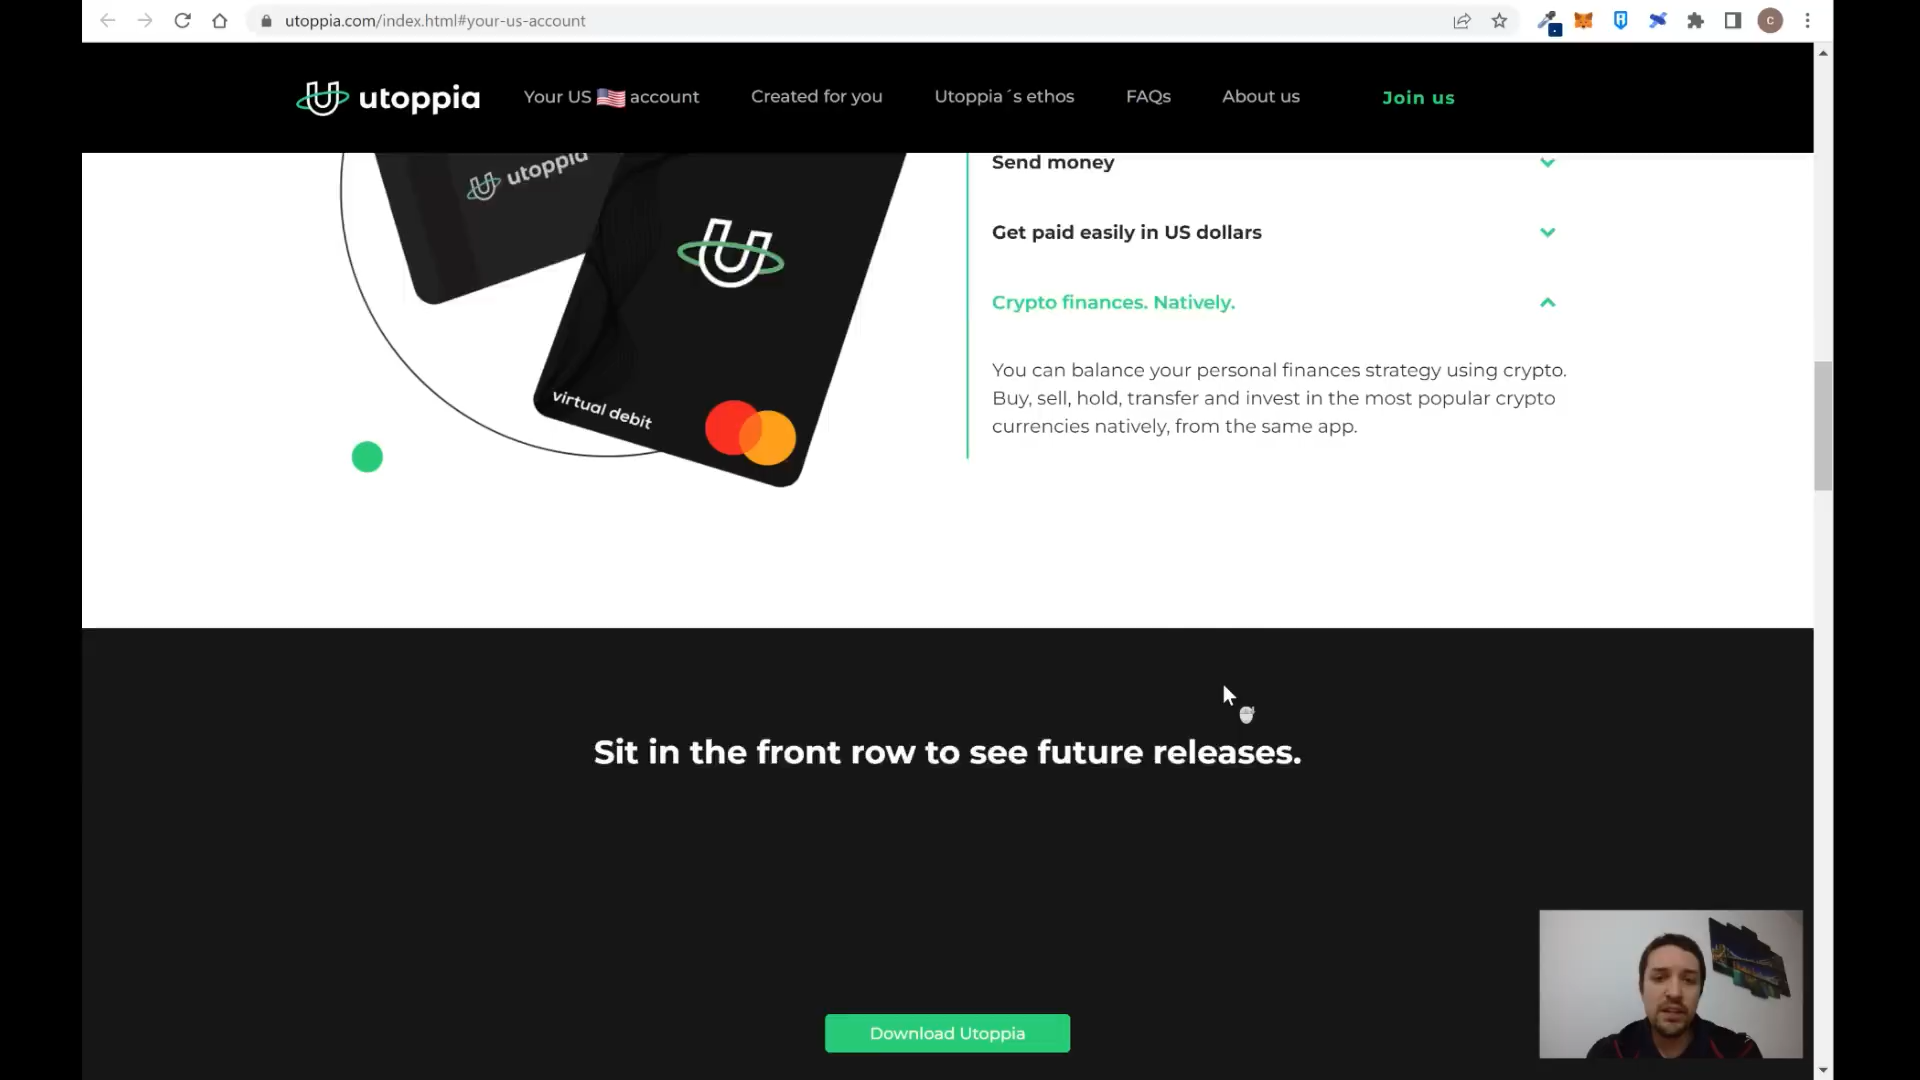 utoppia.com/index.html#your-us-account
C
utoppia
Your US 🇺🇸 account
Created for you
Utoppia´s ethos
FAQs
About us
Join us
utoppia
virtual debit
Send money
Get paid easily in US dollars
Crypto finances. Natively.
You can balance your personal finances strategy using crypto.
Buy, sell, hold, transfer and invest in the most popular crypto
currencies natively, from the same app.
Sit in the front row to see future releases.
Download Utoppia